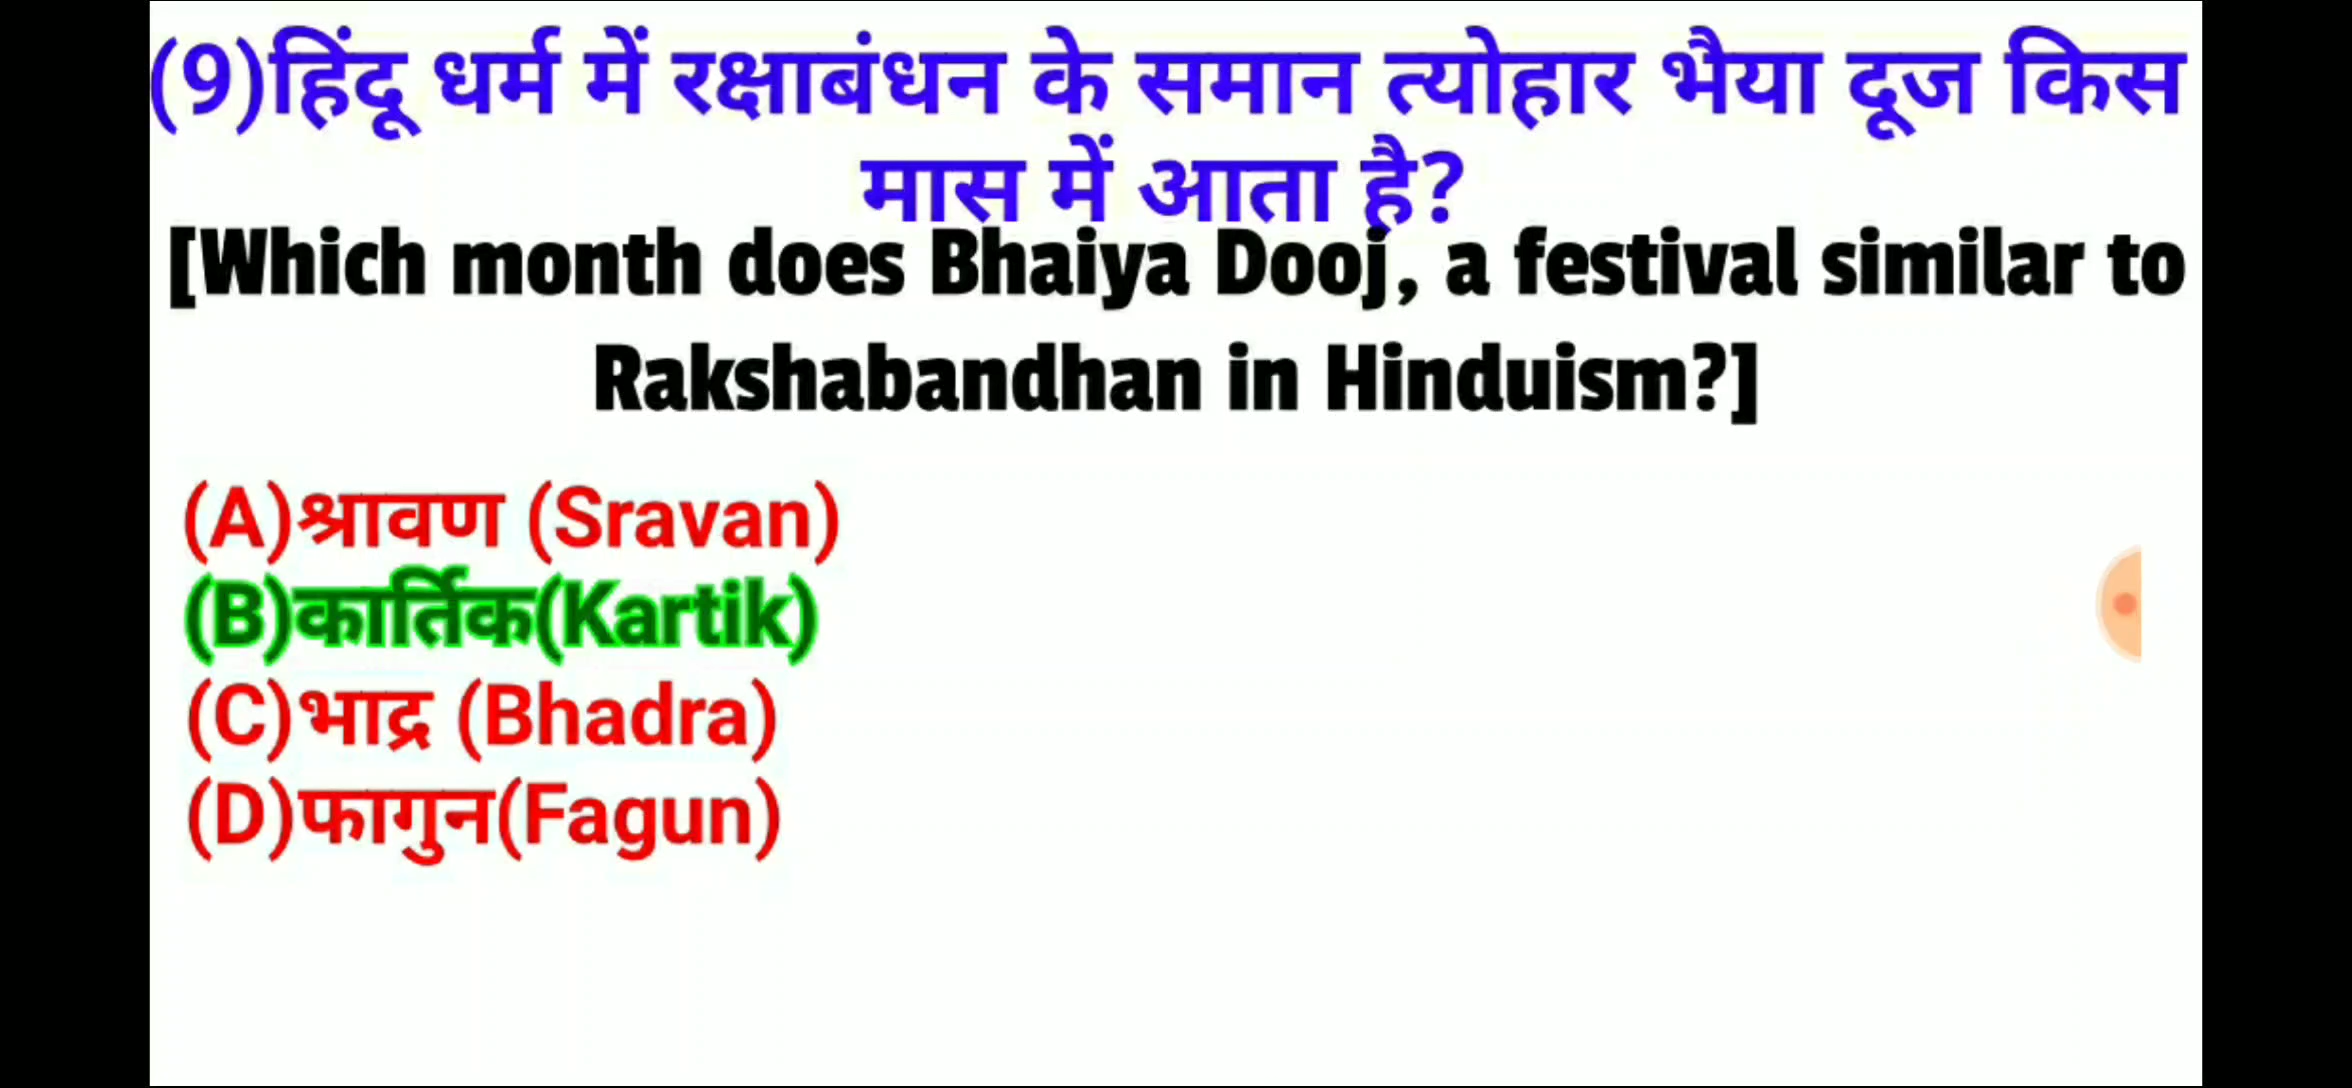 (9)हिंदू धर्म में रक्षाबंधन के समान त्योहार भैया दूज किस
मास में आता है?
[Which month does Bhaiya Dooj, a festival similar to
Rakshabandhan in Hinduism?]
(A)श्रावण (Sravan)
(B)कार्तिक(Kartik)
(C)भाद्र (Bhadra)
(D)फागुन(Fagun)